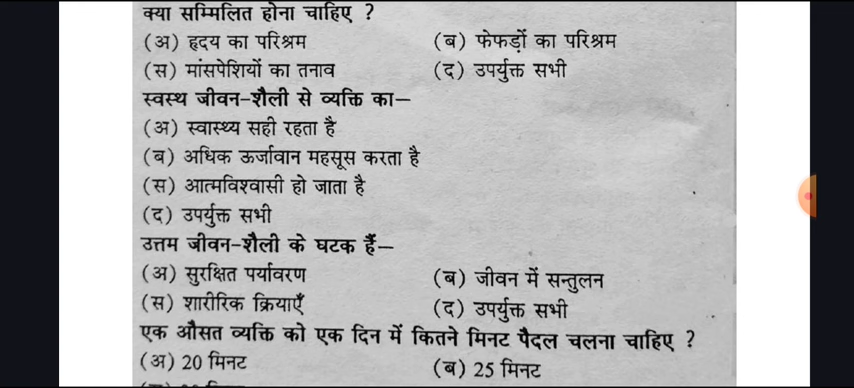 क्या सम्मिलित होना चाहिए ?
(अ) हृदय का परिश्रम (ब) फेफड़ों का परिश्रम
(स) मांसपेशियों का तनाव (द) उपर्युक्त सभी
स्वस्थ जीवन-शैली से व्यक्ति का—
(अ) स्वास्थ्य सही रहता है
(ब) अधिक ऊर्जावान महसूस करता है
(स) आत्मविश्वासी हो जाता है
(द) उपर्युक्त सभी
उत्तम जीवन-शैली के घटक हैं—
(अ) सुरक्षित पर्यावरण (ब) जीवन में सन्तुलन
(स) शारीरिक क्रियाएँ (द) उपर्युक्त सभी
एक औसत व्यक्ति को एक दिन में कितने मिनट पैदल चलना चाहिए ?
(अ) 20 मिनट (ब) 25 मिनट